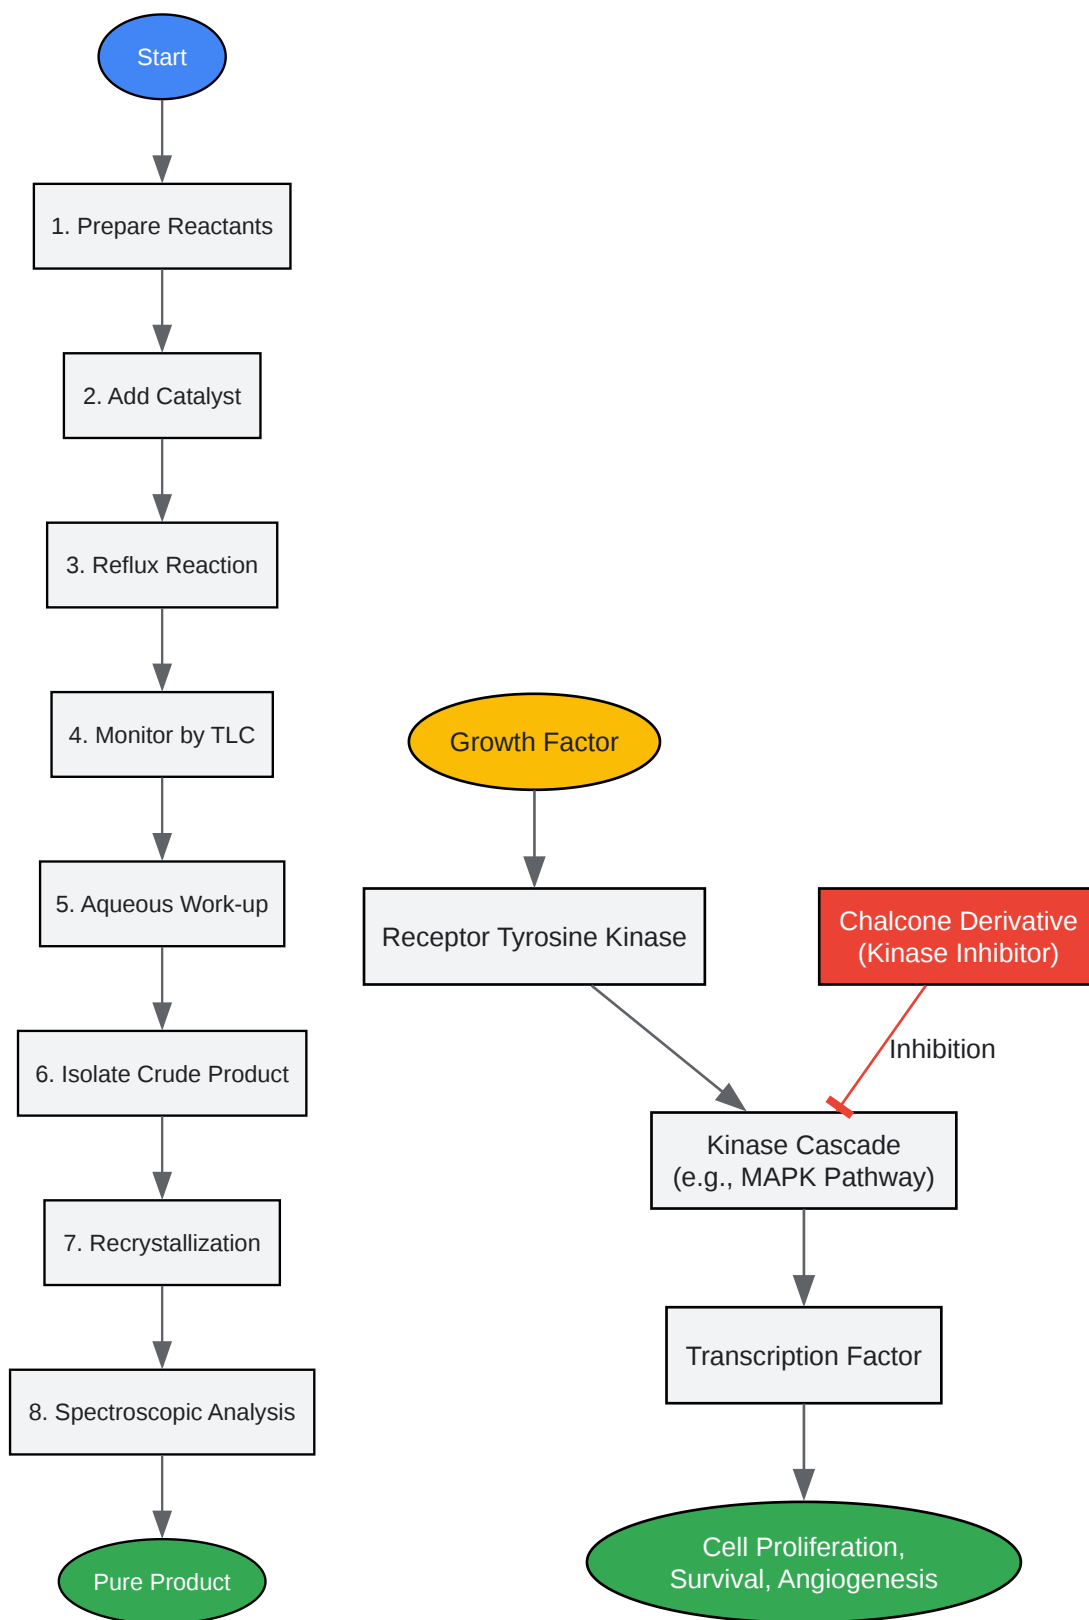 Start
1. Prepare Reactants
2. Add Catalyst
3. Reflux Reaction
4. Monitor by TLC
5. Aqueous Work-up
6. Isolate Crude Product
7. Recrystallization
8. Spectroscopic Analysis
Pure Product
Growth Factor
Receptor Tyrosine Kinase
Chalcone Derivative
(Kinase Inhibitor)
Inhibition
Kinase Cascade
(e.g., MAPK Pathway)
Transcription Factor
Cell Proliferation,
Survival, Angiogenesis